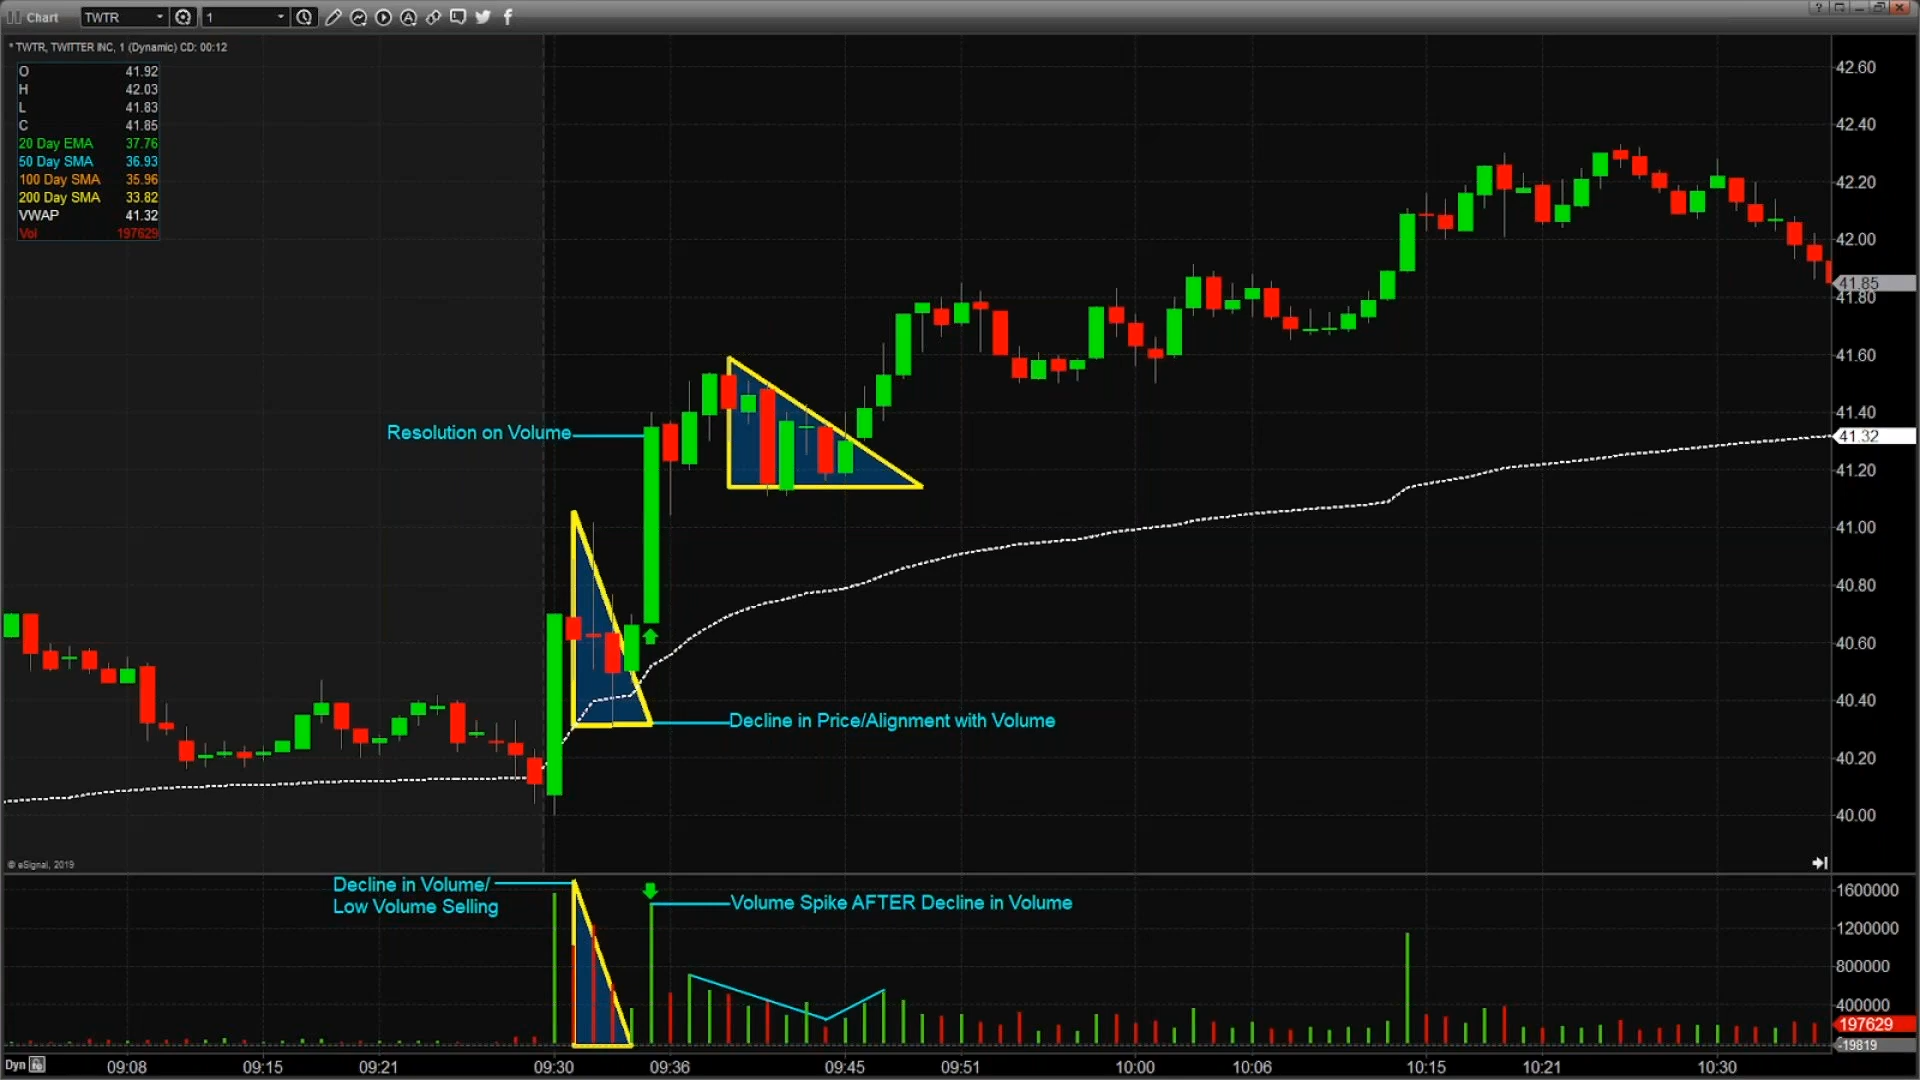 Chart TWTR 1
* TWTR, TWITTER INC, 1 (Dynamic) CD: 00:12
O 41.92
H 42.03
L 41.83
C 41.85
20 Day EMA 37.76
50 Day SMA 36.93
100 Day SMA 35.96
200 Day SMA 33.82
VWAP 41.32
Vol 197629
42.60
42.40
42.20
42.00
41.85
41.80
41.60
41.40
41.32
41.20
41.00
40.80
40.60
40.40
40.20
40.00
Resolution on Volume
Decline in Price/Alignment with Volume
© eSignal, 2019
Decline in Volume/
Low Volume Selling
Volume Spike AFTER Decline in Volume
1600000
1200000
800000
400000
197629
-19819
Dyn 09:08 09:15 09:21 09:30 09:36 09:45 09:51 10:00 10:06 10:15 10:21 10:30